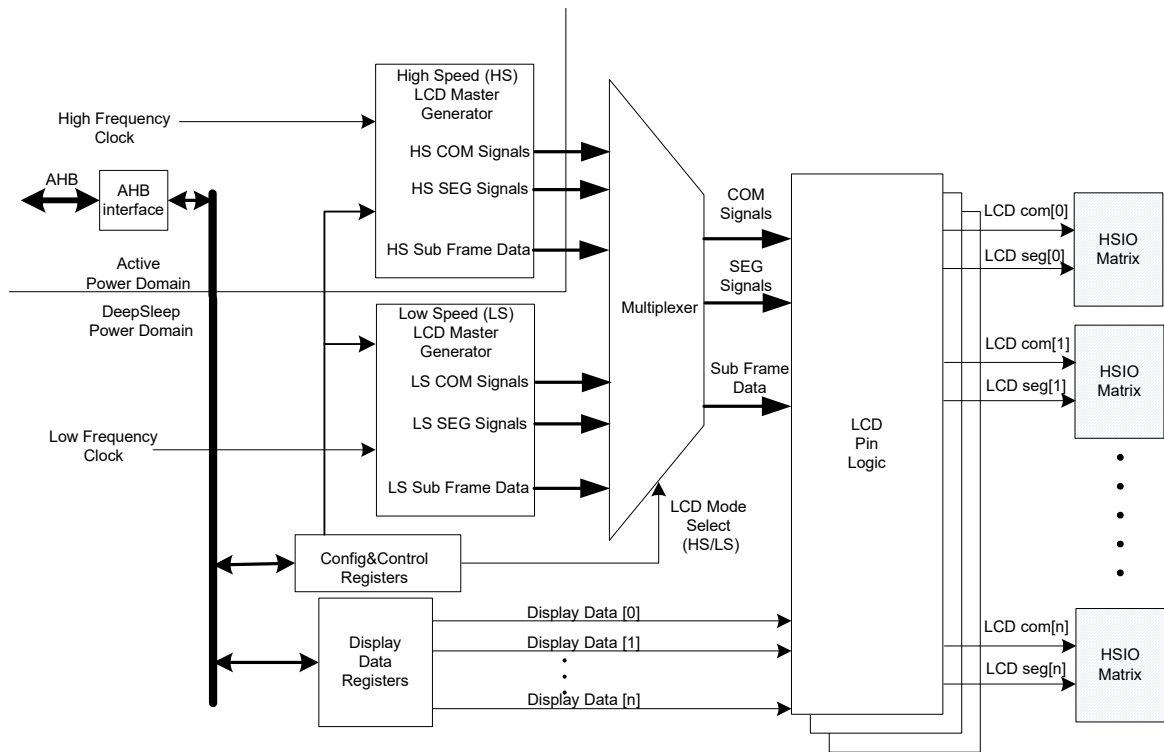 High Speed (HS)
LCD Master
Generator
HS COM Signals
HS SEG Signals
HS Sub Frame Data
High Frequency
Clock
AHB
AHB
interface
Active
Power Domain
DeepSleep
Power Domain
Low Speed (LS)
LCD Master
Generator
LS COM Signals
LS SEG Signals
LS Sub Frame Data
Low Frequency
Clock
Multiplexer
COM
Signals
SEG
Signals
Sub Frame
Data
LCD Mode
Select
(HS/LS)
Config&Control
Registers
Display
Data
Registers
Display Data [0]
Display Data [1]
Display Data [n]
LCD
Pin
Logic
LCD com[0]
LCD seg[0]
HSIO
Matrix
LCD com[1]
LCD seg[1]
HSIO
Matrix
LCD com[n]
LCD seg[n]
HSIO
Matrix